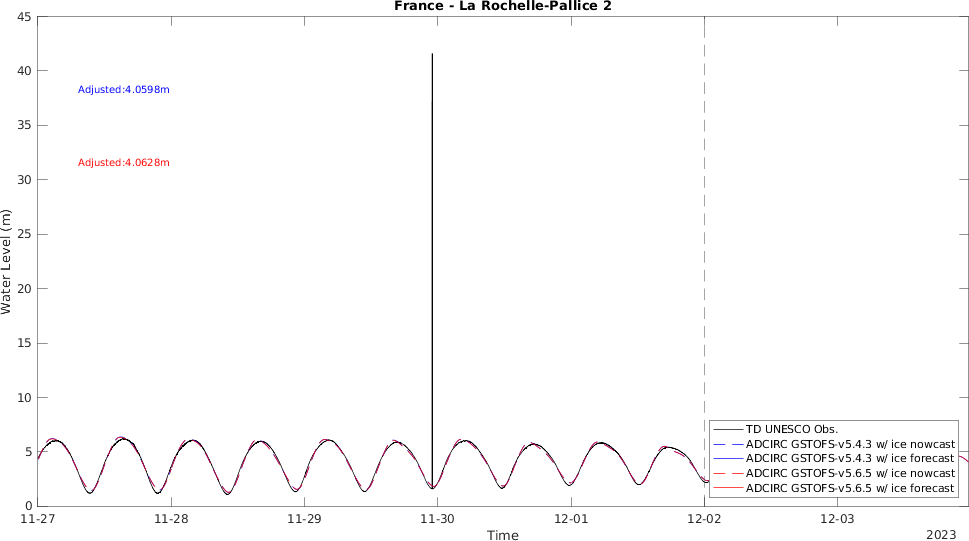 France - La Rochelle-Pallice 2
45
40
35
30
25
20
15
10
5
0
Water Level (m)
Adjusted:4.0598m
Adjusted:4.0628m
TD UNESCO Obs.
ADCIRC GSTOFS-v5.4.3 w/ ice nowcast
ADCIRC GSTOFS-v5.4.3 w/ ice forecast
ADCIRC GSTOFS-v5.6.5 w/ ice nowcast
ADCIRC GSTOFS-v5.6.5 w/ ice forecast
11-27 11-28 11-29 11-30 12-01 12-02 12-03
Time
2023